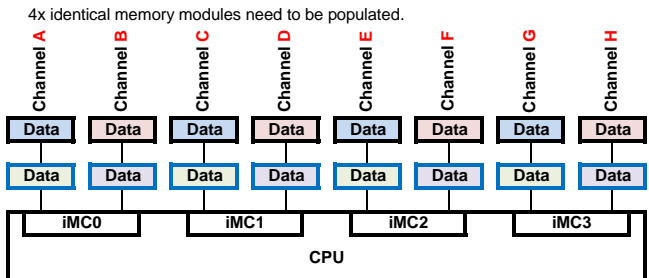 4x identical memory modules need to be populated.
Channel A Channel B Channel C Channel D Channel E Channel F Channel G Channel H
Data Data Data Data Data Data Data Data
Data Data Data Data Data Data Data Data
iMC0 iMC1 iMC2 iMC3
CPU